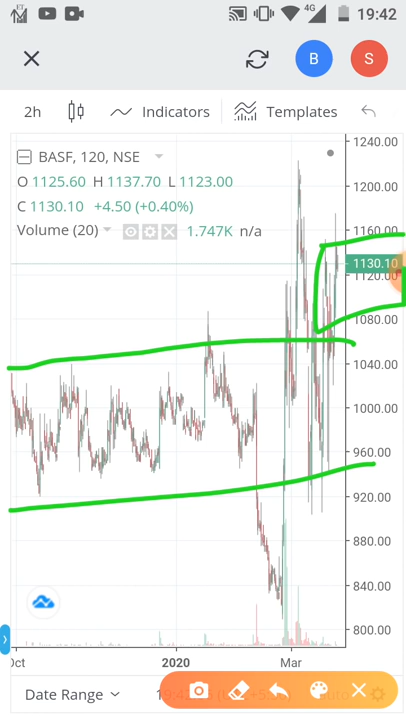 ET 4G 19:42
B S
2h Indicators Templates
BASF, 120, NSE
O 1125.60 H 1137.70 L 1123.00
C 1130.10 +4.50 (+0.40%)
Volume (20) 1.747K n/a
1240.00
1200.00
1160.00
1130.10
1120.00
1080.00
1040.00
1000.00
960.00
920.00
880.00
840.00
800.00
Oct 2020 Mar
Date Range